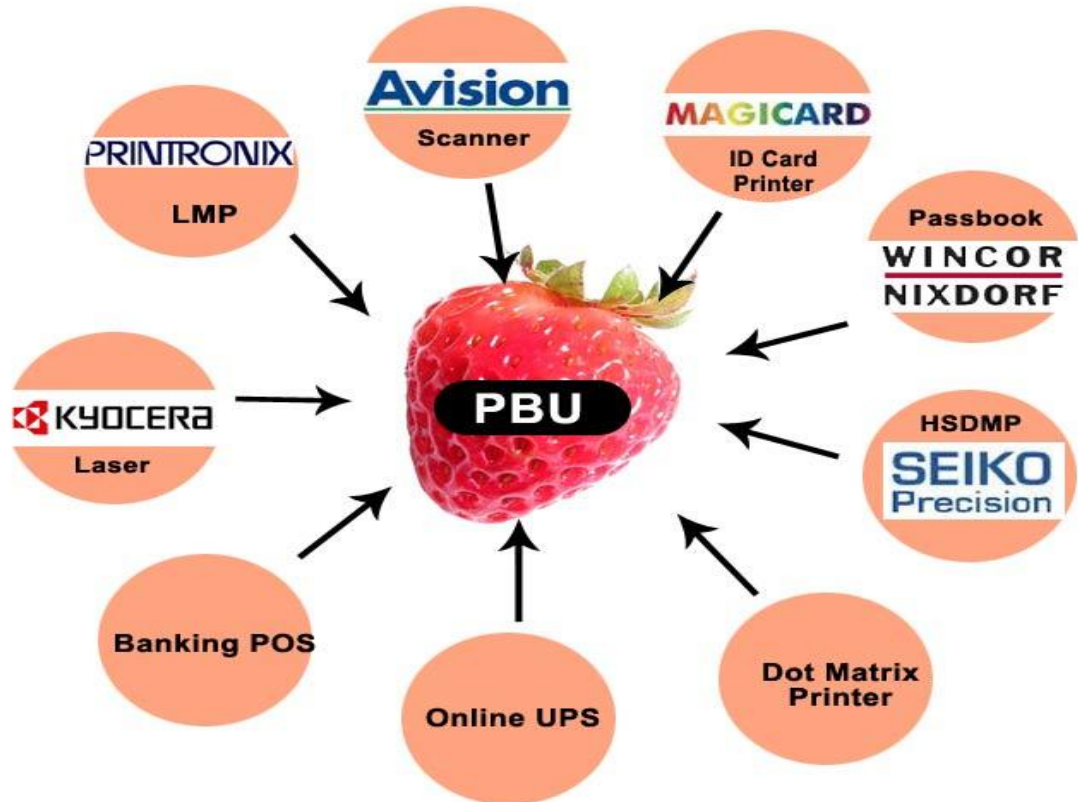 Avision
Scanner
MAGICARD
ID Card
Printer
PRINTRONIX
LMP
Passbook
WINCOR
NIXDORF
KYOCERA
Laser
PBU
HSDMP
SEIKO
Precision
Banking POS
Online UPS
Dot Matrix
Printer